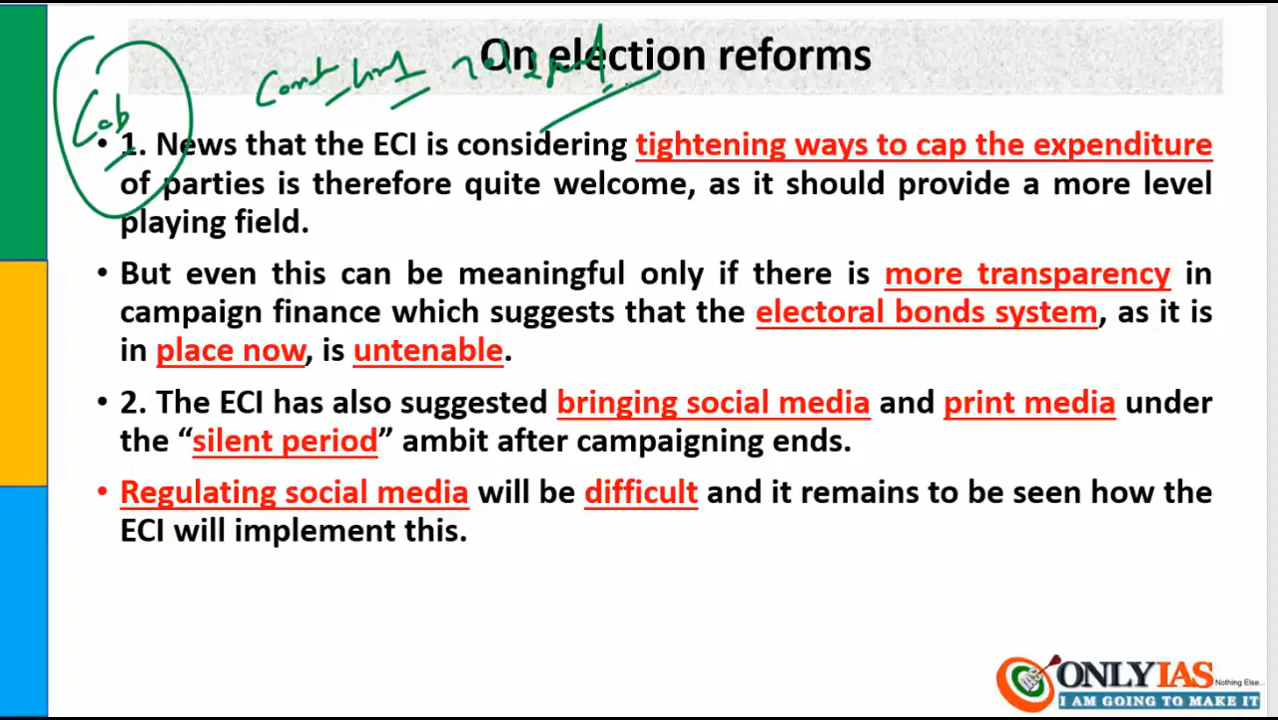 On election reforms
Cab
• 1. News that the ECI is considering tightening ways to cap the expenditure
of parties is therefore quite welcome, as it should provide a more level
playing field.
• But even this can be meaningful only if there is more transparency in
campaign finance which suggests that the electoral bonds system, as it is
in place now, is untenable.
• 2. The ECI has also suggested bringing social media and print media under
the “silent period” ambit after campaigning ends.
• Regulating social media will be difficult and it remains to be seen how the
ECI will implement this.
ONLY IAS
Nothing Else...
I AM GOING TO MAKE IT